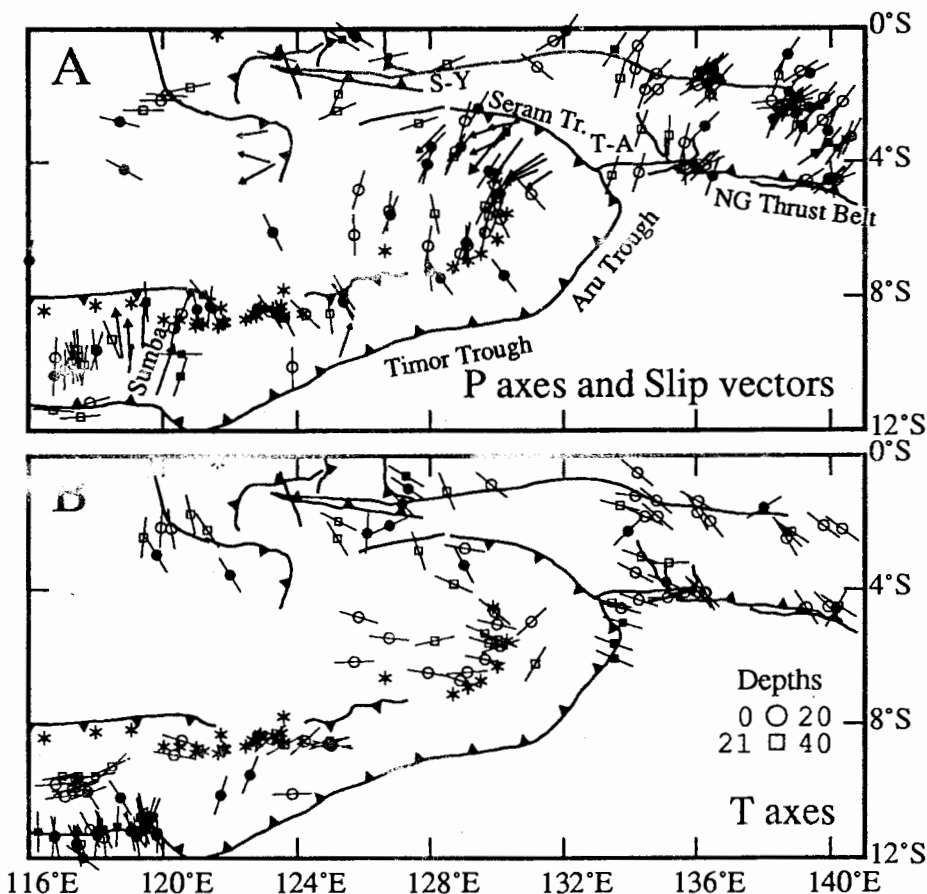 0°S
A
S-Y
Seram Tr.
T-A
4°S
NG Thrust Belt
Aru Trough
8°S
Sumba
Timor Trough
P axes and Slip vectors
12°S
0°S
B
4°S
Depths
0 20
21 40
8°S
T axes
12°S
116°E 120°E 124°E 128°E 132°E 136°E 140°E